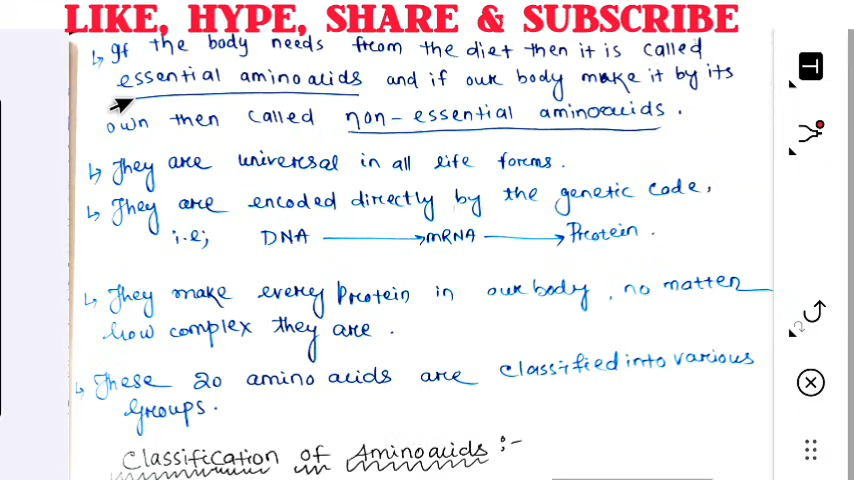 LIKE, HYPE, SHARE & SUBSCRIBE
↳ If the body needs from the diet then it is called
essential aminoacids and if our body make it by its
own then called non-essential aminoacids.
↳ They are universal in all life forms.
↳ They are encoded directly by the genetic code,
i.e; DNA → mRNA → Protein.
↳ They make every Protein in our body, no matter
how complex they are.
↳ These 20 amino acids are classified into various
groups.
Classification of Aminoacids :-